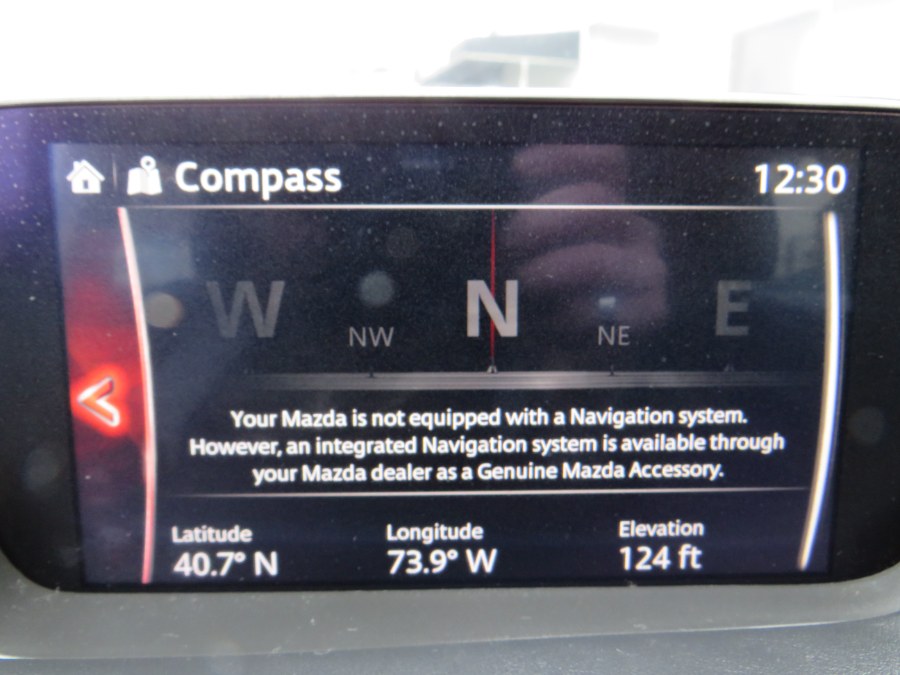 Compass 12:30
W NW N NE E
Your Mazda is not equipped with a Navigation system.
However, an integrated Navigation system is available through
your Mazda dealer as a Genuine Mazda Accessory.
Latitude Longitude Elevation
40.7° N 73.9° W 124 ft